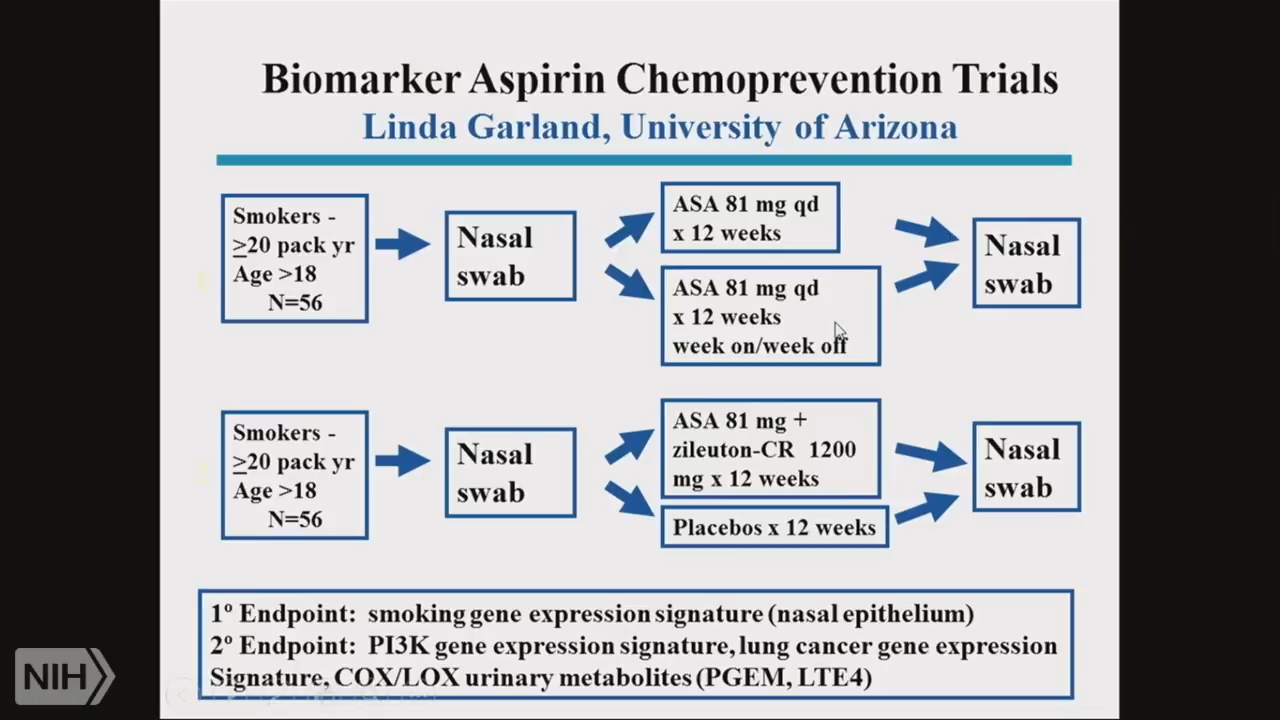 Biomarker Aspirin Chemoprevention Trials
Linda Garland, University of Arizona
Smokers -
≥20 pack yr
Age >18
N=56
Nasal
swab
ASA 81 mg qd
x 12 weeks
ASA 81 mg qd
x 12 weeks
week on/week off
Nasal
swab
Smokers -
≥20 pack yr
Age >18
N=56
Nasal
swab
ASA 81 mg +
zileuton-CR 1200
mg x 12 weeks
Placebos x 12 weeks
Nasal
swab
1º Endpoint: smoking gene expression signature (nasal epithelium)
2º Endpoint: PI3K gene expression signature, lung cancer gene expression
Signature, COX/LOX urinary metabolites (PGEM, LTE4)
NIH